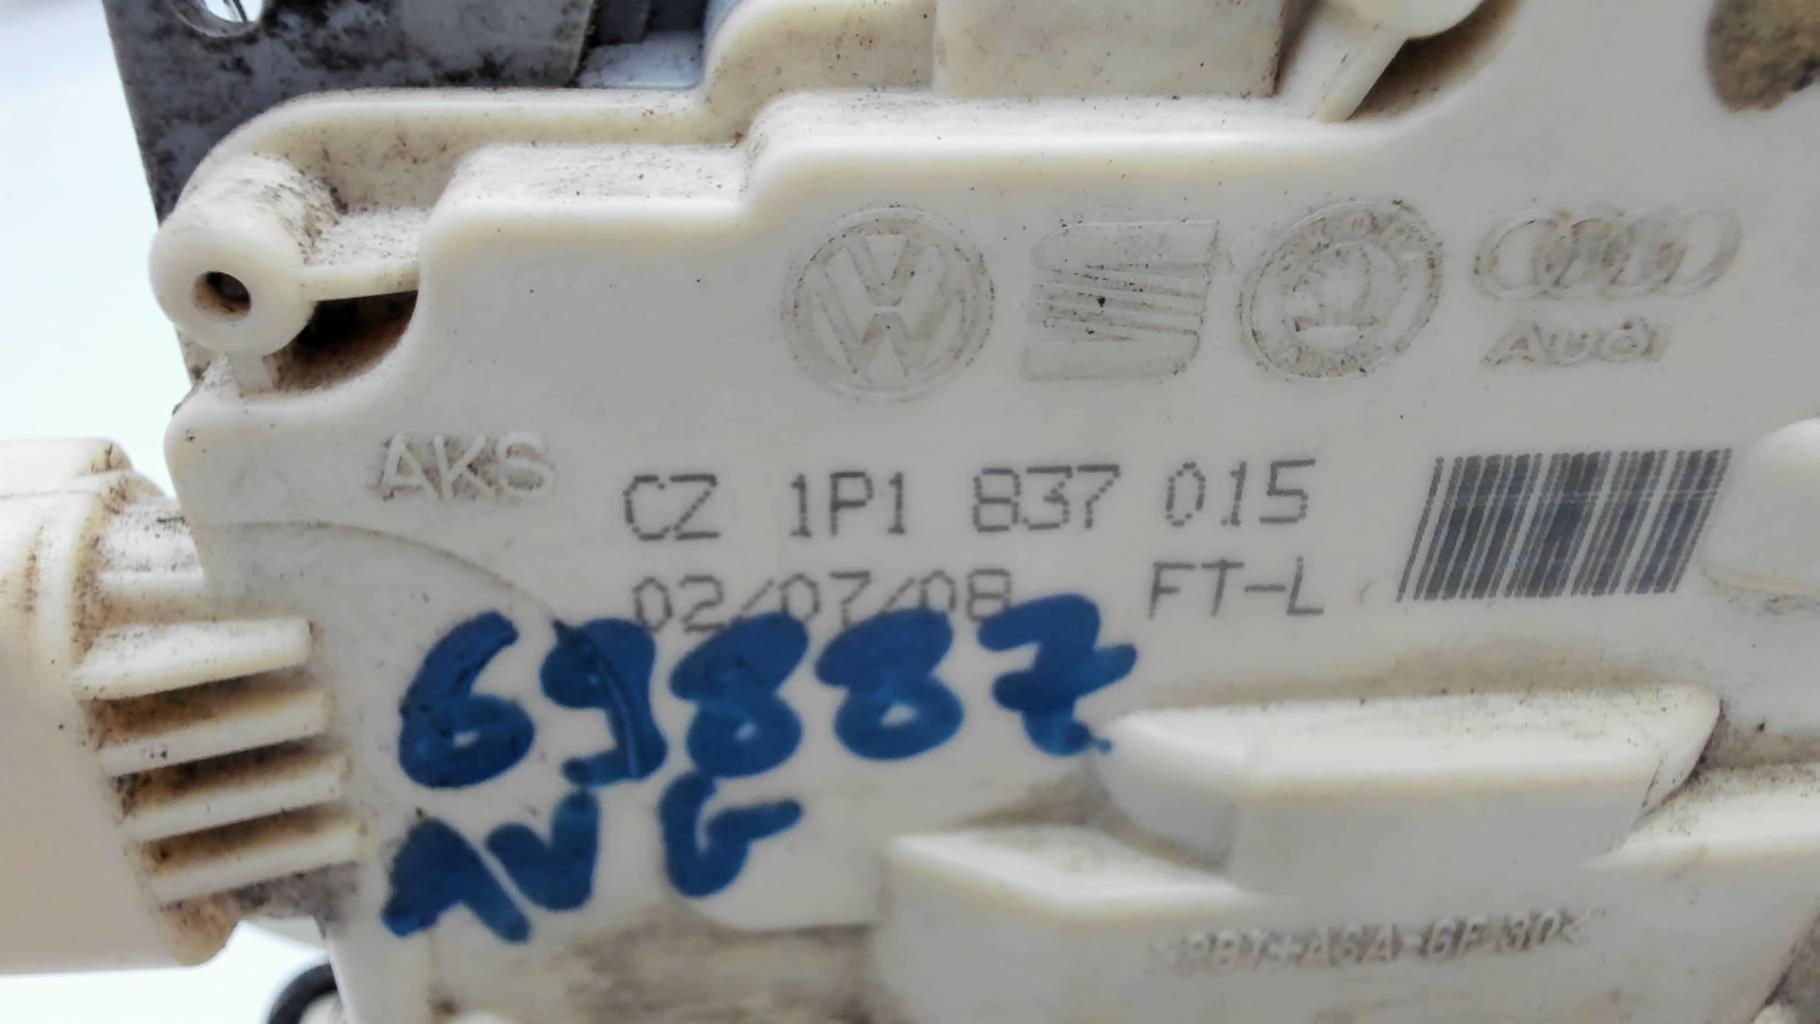 Audi
AKS
CZ 1P1 837 015
02/07/08 FT-L
69887
AVG